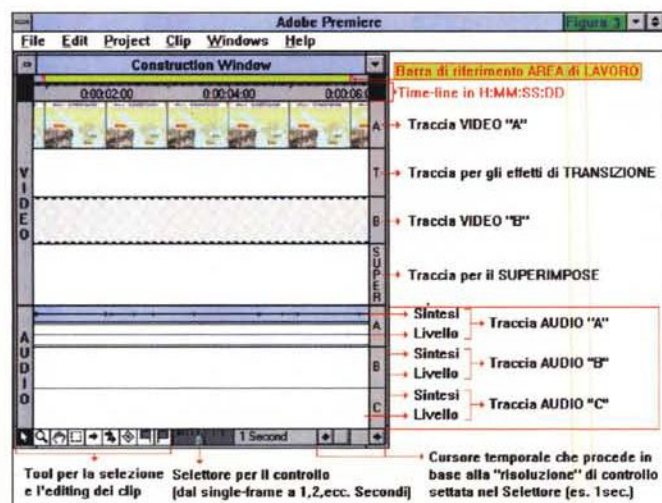 Adobe Premiere
Figura 3
File Edit Project Clip Windows Help
Construction Window
Barra di riferimento AREA di LAVORO
0:00:02:00 0:00:04:00 0:00:06:0
Time-line in H:MM:SS:DD
VIDEO
A
Traccia VIDEO "A"
T
Traccia per gli effetti di TRANSIZIONE
B
Traccia VIDEO "B"
SUPER
Traccia per il SUPERIMPOSE
AUDIO
A
Sintesi
Livello
Traccia AUDIO "A"
B
Sintesi
Livello
Traccia AUDIO "B"
C
Sintesi
Livello
Traccia AUDIO "C"
1 Second
Tool per la selezione
e l'editing del clip
Selettore per il controllo
(dal single-frame a 1,2,ecc. Secondi)
Cursore temporale che procede in
base alla "risoluzione" di controllo
settata nel Selettore (es. 1sec.)